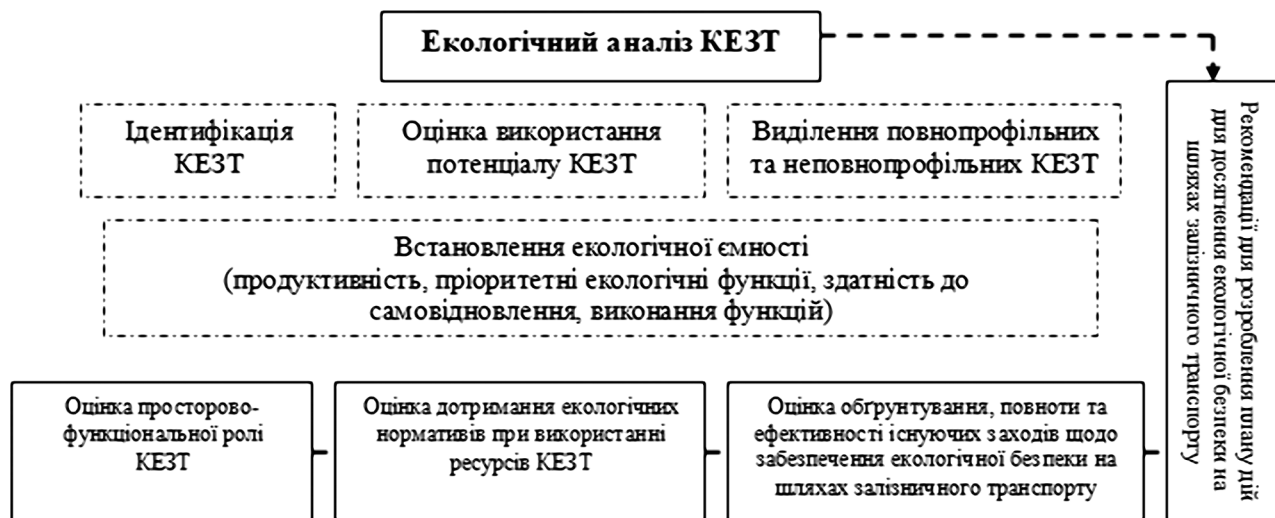 Екологічний аналіз КЕЗТ
Ідентифікація
КЕЗТ
Оцінка використання
потенціалу КЕЗТ
Виділення повнопрофільних
та неповнопрофільних КЕЗТ
Встановлення екологічної ємності
(продуктивність, пріоритетні екологічні функції, здатність до
самовідновлення, виконання функцій)
Оцінка просторово-
функціональної ролі
КЕЗТ
Оцінка дотримання екологічних
нормативів при використанні
ресурсів КЕЗТ
Оцінка обґрунтування, повноти та
ефективності існуючих заходів щодо
забезпечення екологічної безпеки на
шляхах залізничного транспорту
Рекомендації для розроблення плану дій
для досягнення екологічної безпеки на
шляхах залізничного транспорту